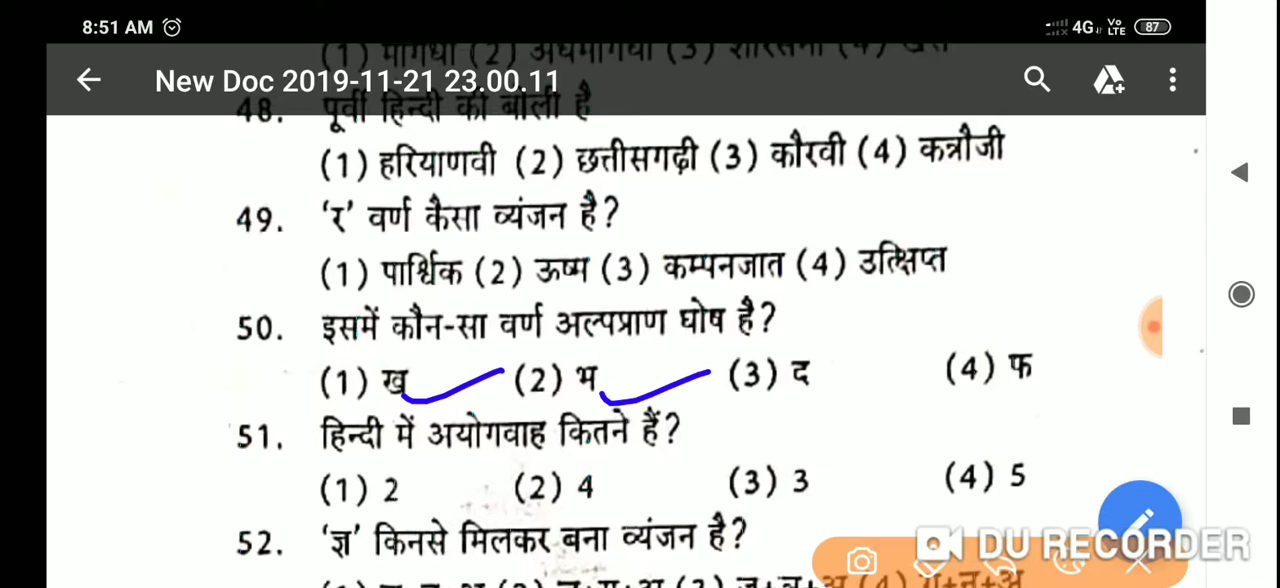 8:51 AM 4G Vo LTE 87
New Doc 2019-11-21 23.00.11
48. पूर्वी हिन्दी की बोली है
(1) हरियाणवी (2) छत्तीसगढ़ी (3) कौरवी (4) कन्नौजी
49. ‘र’ वर्ण कैसा व्यंजन है?
(1) पार्श्विक (2) ऊष्म (3) कम्पनजात (4) उत्क्षिप्त
50. इसमें कौन-सा वर्ण अल्पप्राण घोष है?
(1) ख (2) भ (3) द (4) फ
51. हिन्दी में अयोगवाह कितने हैं?
(1) 2 (2) 4 (3) 3 (4) 5
52. ‘ज्ञ’ किनसे मिलकर बना व्यंजन है?
DU RECORDER